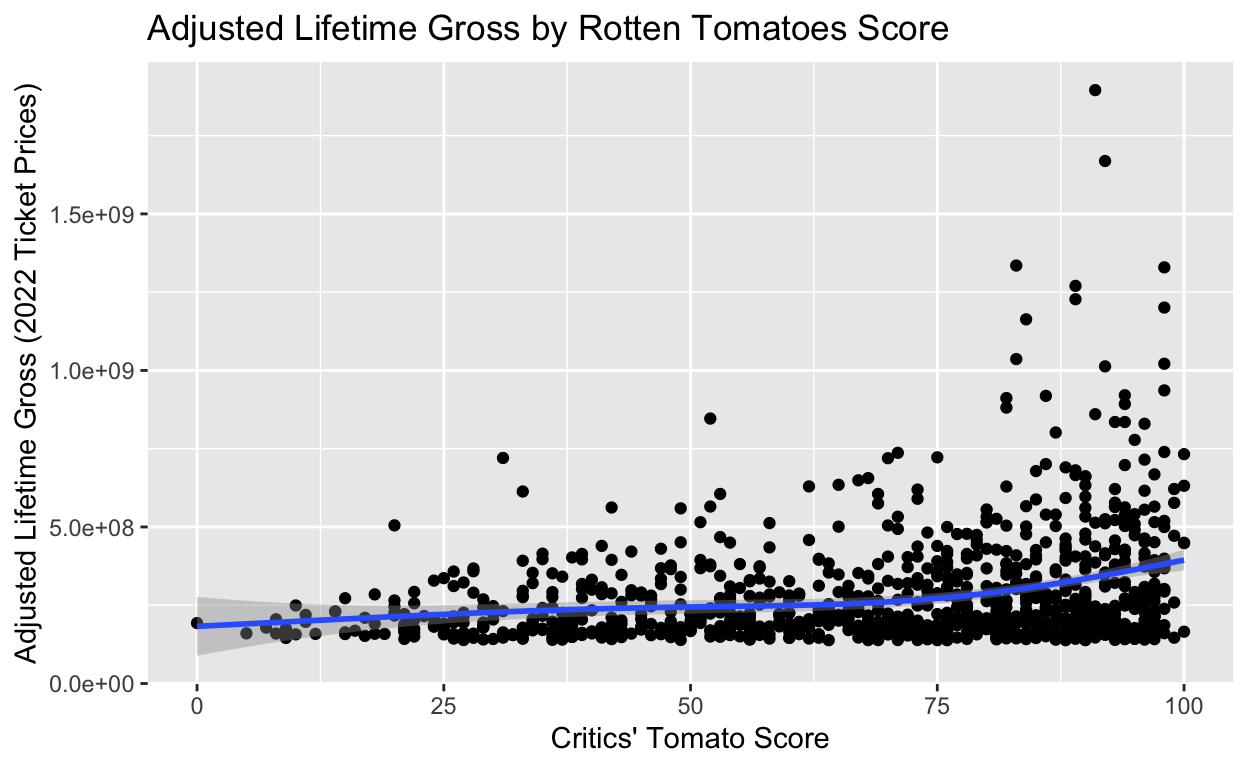 Adjusted Lifetime Gross by Rotten Tomatoes Score
Adjusted Lifetime Gross (2022 Ticket Prices)
1.5e+09
1.0e+09
5.0e+08
0.0e+00
0 25 50 75 100
Critics' Tomato Score